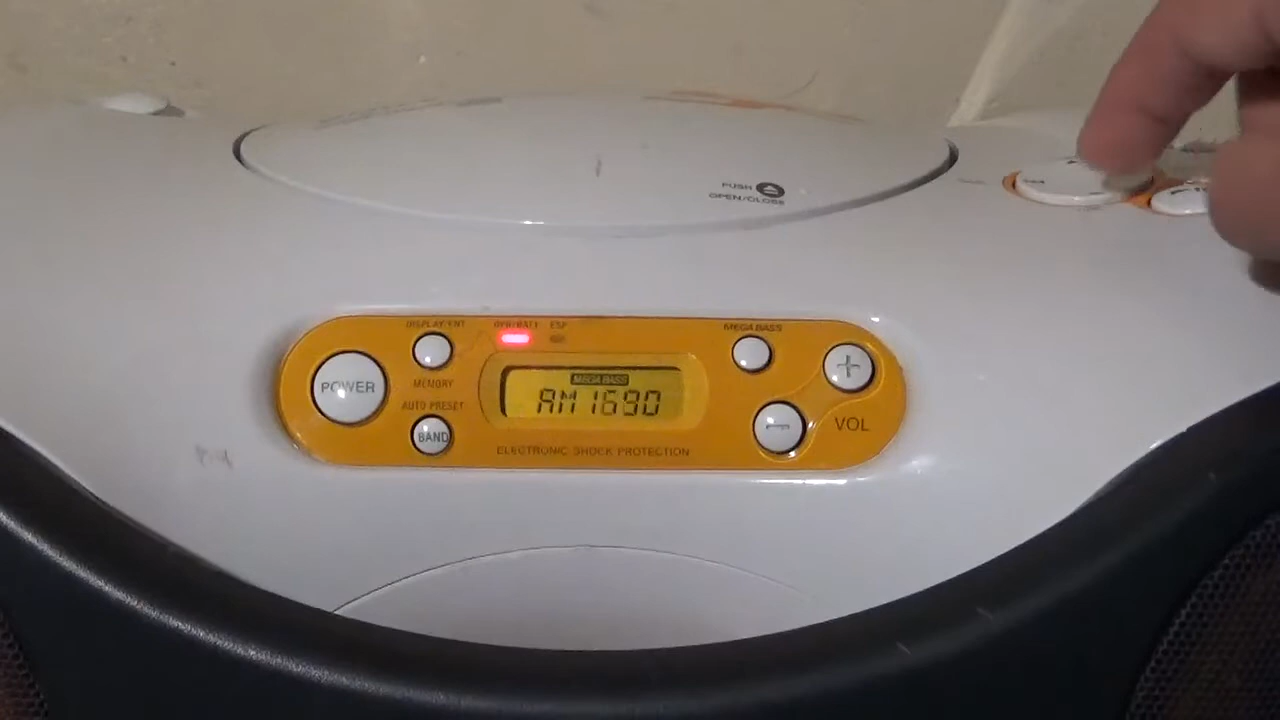 PUSH
OPEN/CLOSE
DISPLAY/ENT
OPR/BATT
ESP
MEGA BASS
POWER
MEMORY
MEGA BASS
AM 1690
AUTO PRESET
BAND
VOL
ELECTRONIC SHOCK PROTECTION